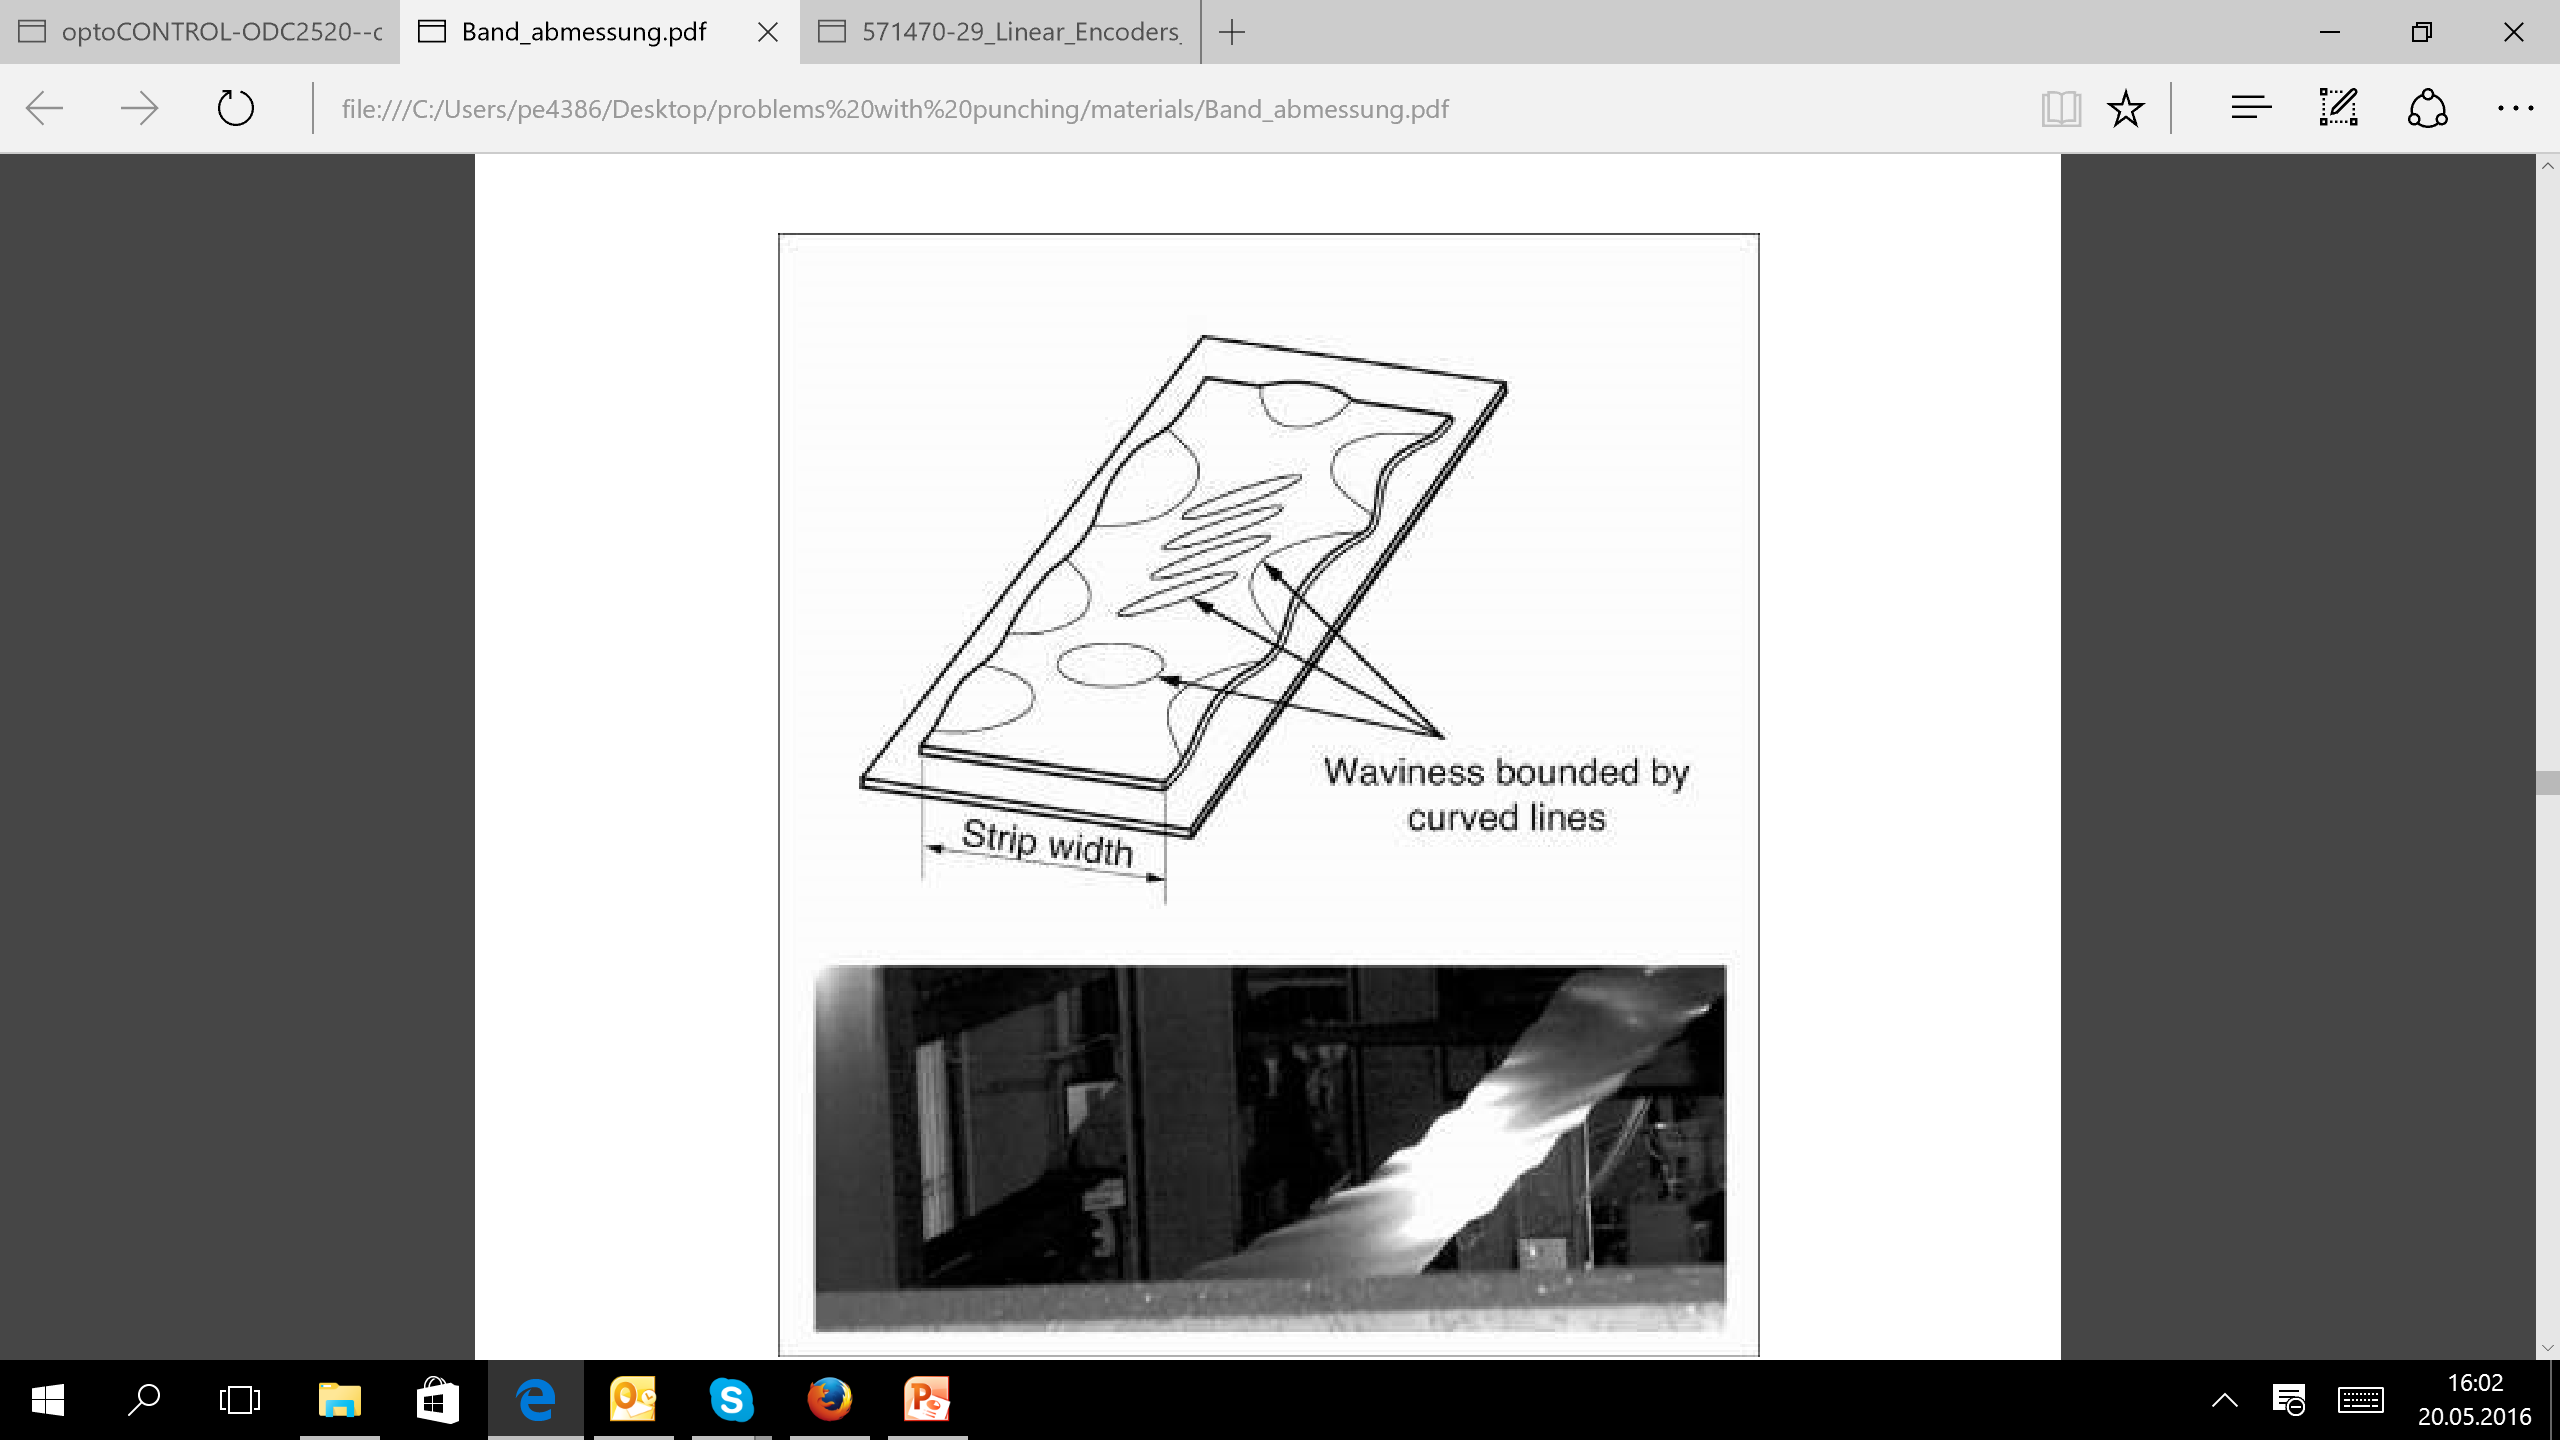 optoCONTROL-ODC2520--c
Band_abmessung.pdf
571470-29_Linear_Encoders_
file:///C:/Users/pe4386/Desktop/problems%20with%20punching/materials/Band_abmessung.pdf
Waviness bounded by
curved lines
Strip width
16:02
20.05.2016